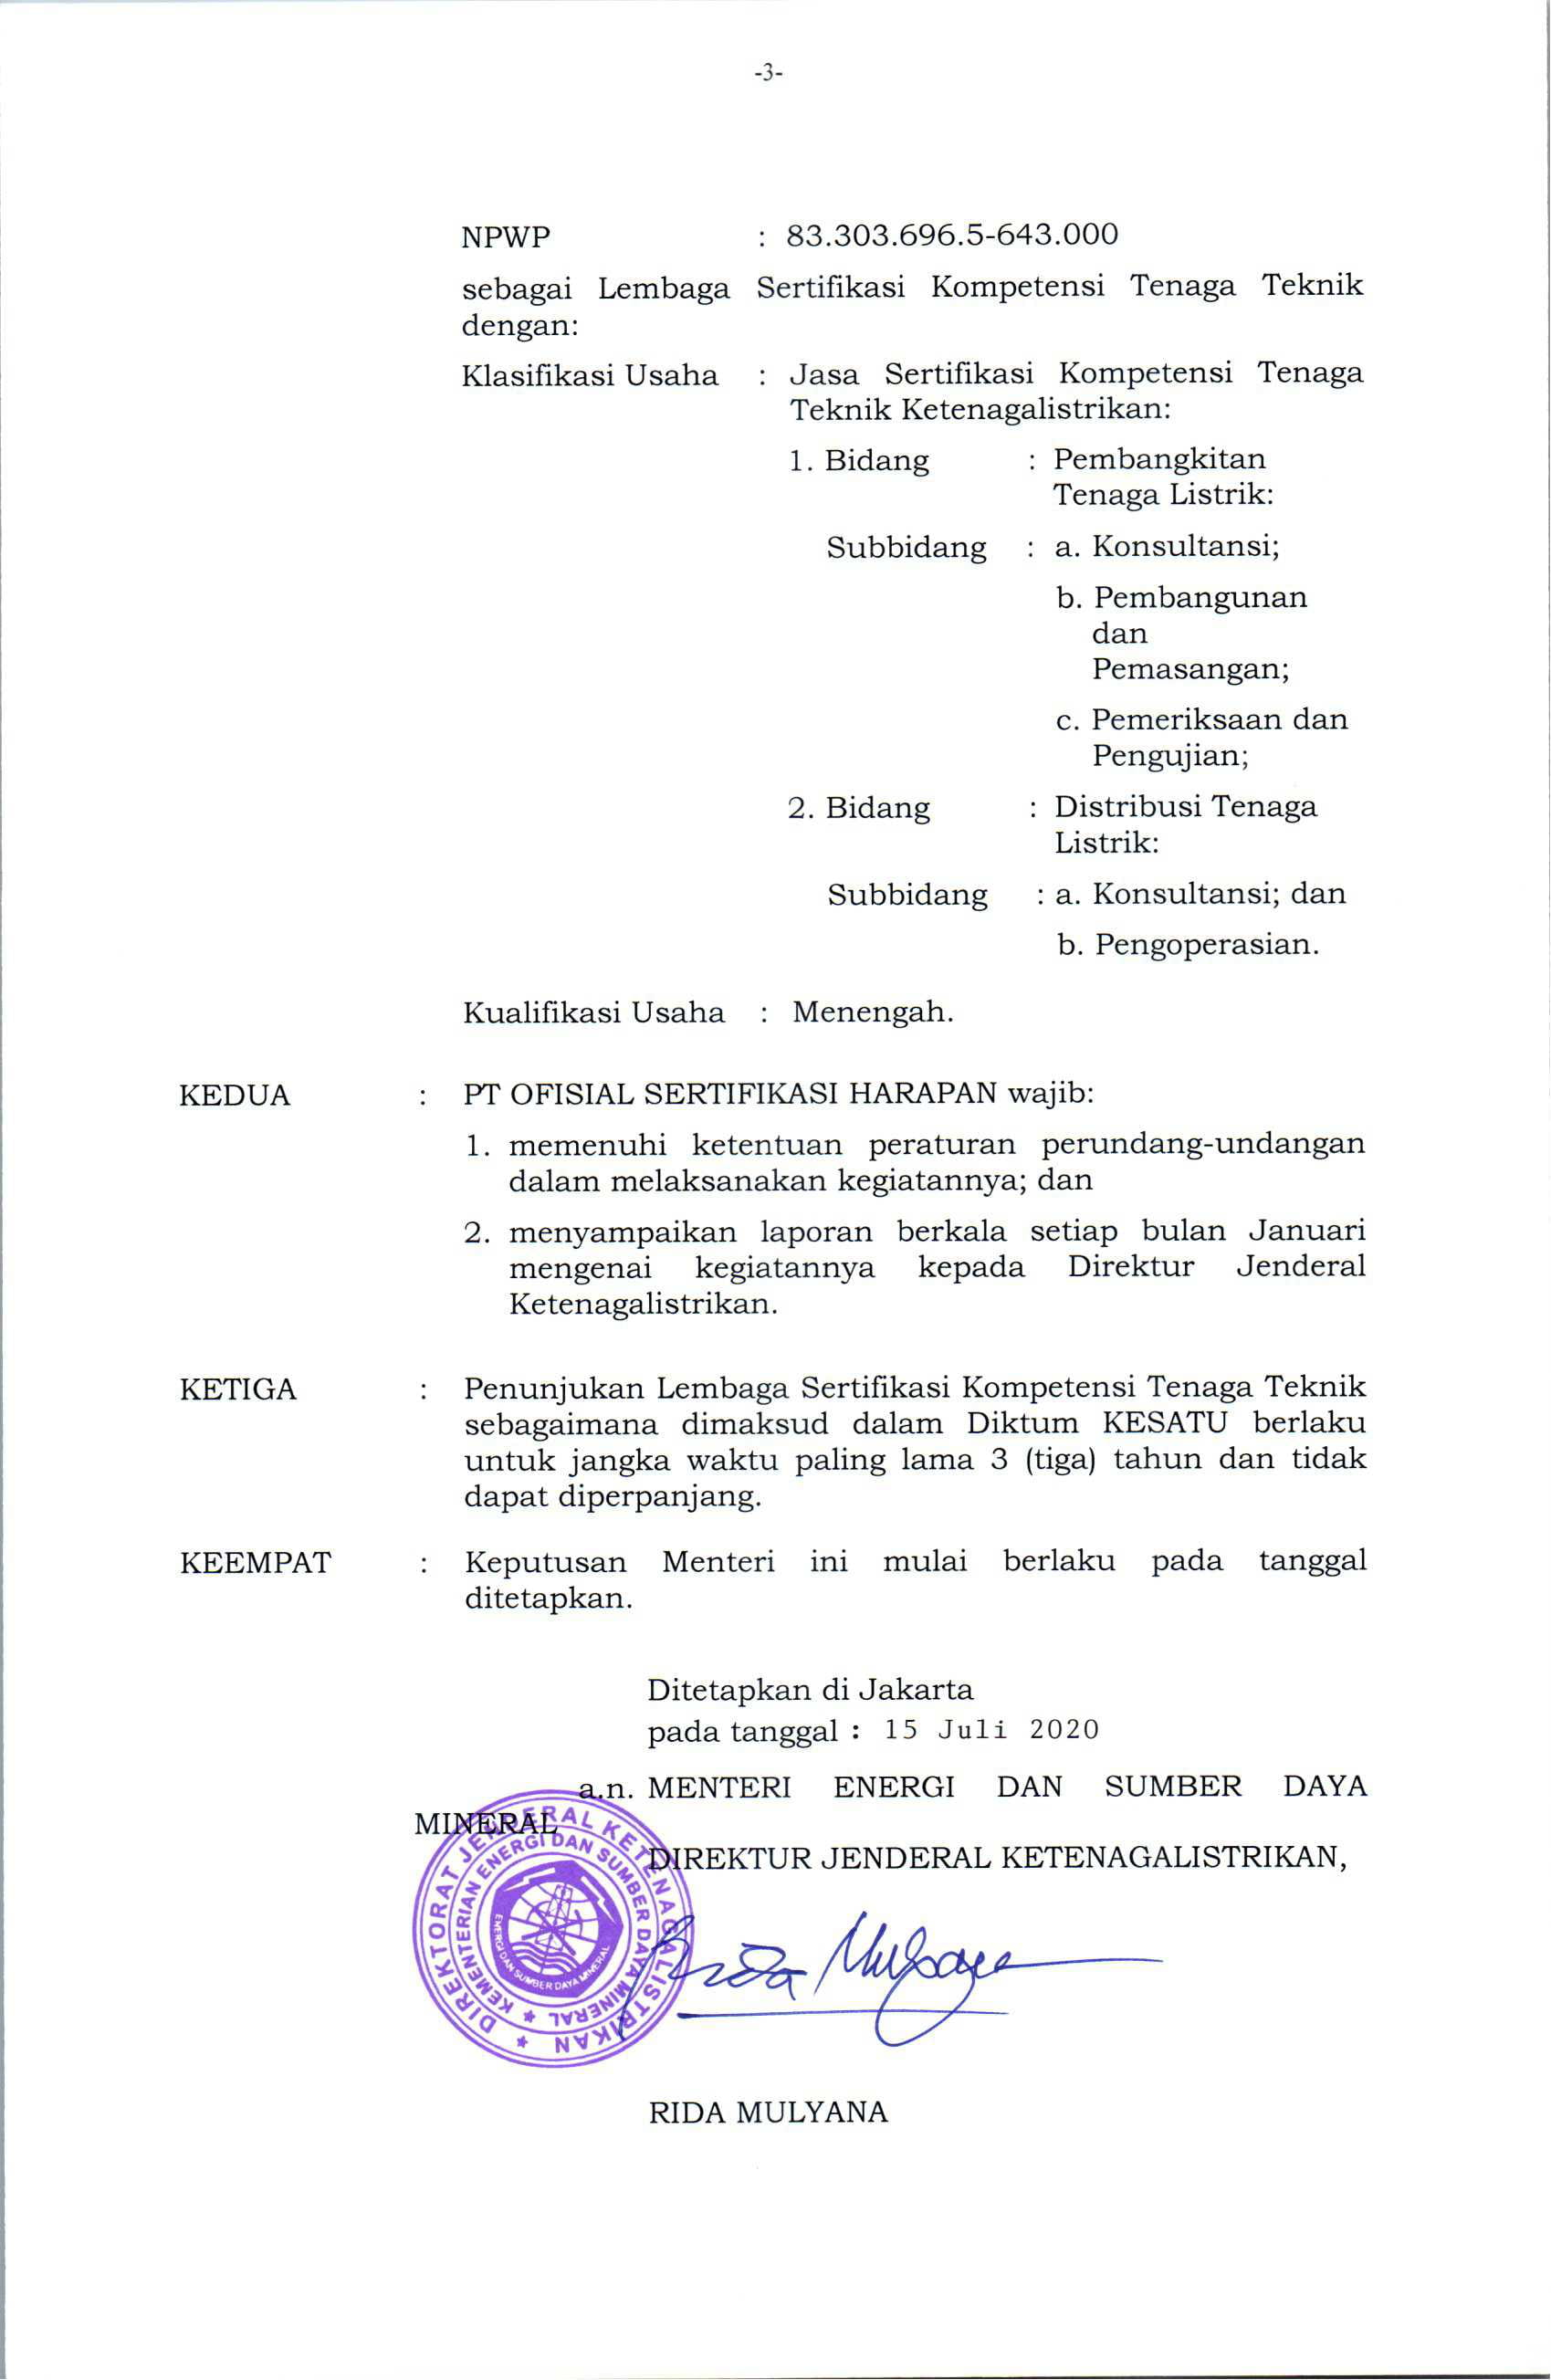 -3-
NPWP : 83.303.696.5-643.000
sebagai Lembaga Sertifikasi Kompetensi Tenaga Teknik
dengan:
Klasifikasi Usaha : Jasa Sertifikasi Kompetensi Tenaga
Teknik Ketenagalistrikan:
1. Bidang : Pembangkitan
Tenaga Listrik:
Subbidang : a. Konsultansi;
b. Pembangunan
dan
Pemasangan;
c. Pemeriksaan dan
Pengujian;
2. Bidang : Distribusi Tenaga
Listrik:
Subbidang : a. Konsultansi; dan
b. Pengoperasian.
Kualifikasi Usaha : Menengah.
KEDUA : PT OFISIAL SERTIFIKASI HARAPAN wajib:
1. memenuhi ketentuan peraturan perundang-undangan
dalam melaksanakan kegiatannya; dan
2. menyampaikan laporan berkala setiap bulan Januari
mengenai kegiatannya kepada Direktur Jenderal
Ketenagalistrikan.
KETIGA : Penunjukan Lembaga Sertifikasi Kompetensi Tenaga Teknik
sebagaimana dimaksud dalam Diktum KESATU berlaku
untuk jangka waktu paling lama 3 (tiga) tahun dan tidak
dapat diperpanjang.
KEEMPAT : Keputusan Menteri ini mulai berlaku pada tanggal
ditetapkan.
Ditetapkan di Jakarta
pada tanggal : 15 Juli 2020
a.n. MENTERI ENERGI DAN SUMBER DAYA
MINERAL
DIREKTUR JENDERAL KETENAGALISTRIKAN,
DIREKTORAT JENDERAL KETENAGALISTRIKAN
KEMENTERIAN ENERGI DAN SUMBER DAYA MINERAL
ENERGI DAN SUMBER DAYA MINERAL
Rida Mulyana
RIDA MULYANA